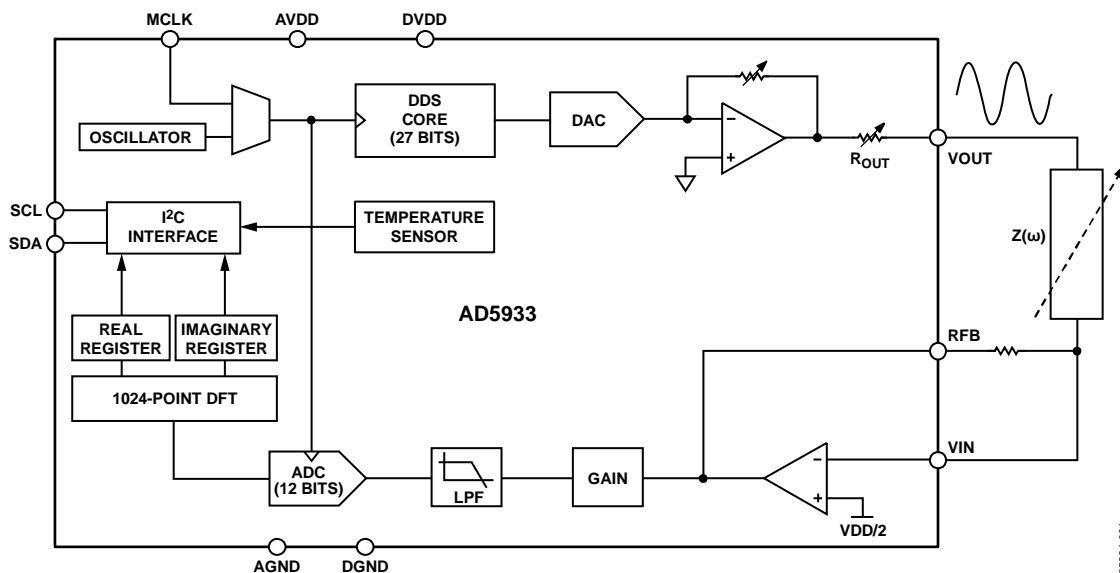 MCLK
AVDD
DVDD
OSCILLATOR
DDS
CORE
(27 BITS)
DAC
ROUT
VOUT
SCL
SDA
I2C
INTERFACE
TEMPERATURE
SENSOR
Z(ω)
AD5933
REAL
REGISTER
IMAGINARY
REGISTER
RFB
1024-POINT DFT
VIN
ADC
(12 BITS)
LPF
GAIN
VDD/2
AGND
DGND